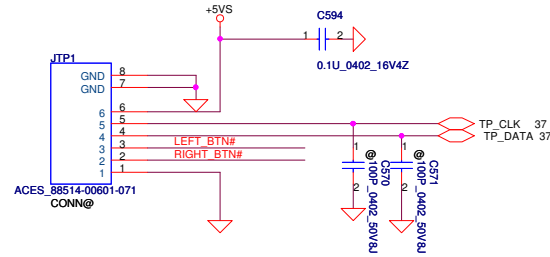 +5VS
C594
1
2
0.1U_0402_16V4Z
JTP1
GND 8
GND 7
6 6
5 5
4 4
3 3
2 2
1 1
LEFT_BTN#
RIGHT_BTN#
TP_CLK 37
TP_DATA 37
ACES_88514-00601-071
CONN@
1
2
C570
100P_0402_50V8J
@
1
2
C571
100P_0402_50V8J
@